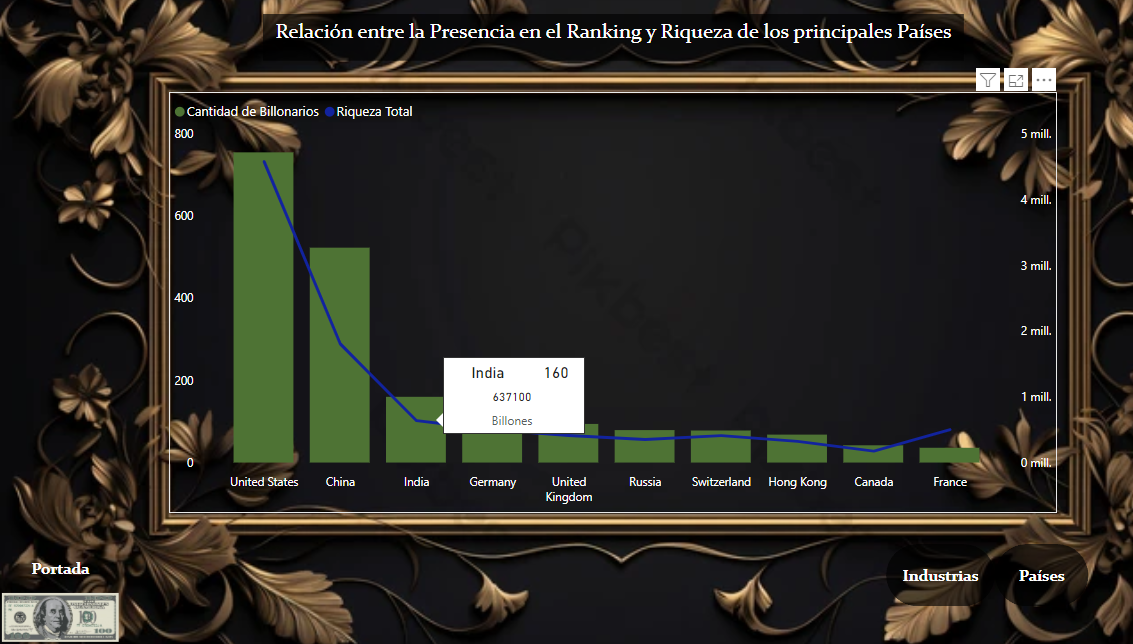 Relación entre la Presencia en el Ranking y Riqueza de los principales Países
Cantidad de Billonarios Riqueza Total
800
600
400
200
0
5 mill.
4 mill.
3 mill.
2 mill.
1 mill.
0 mill.
India 160
637100
Billones
United States
China
India
Germany
United
Kingdom
Russia
Switzerland
Hong Kong
Canada
France
Portada
Industrias
Países
100